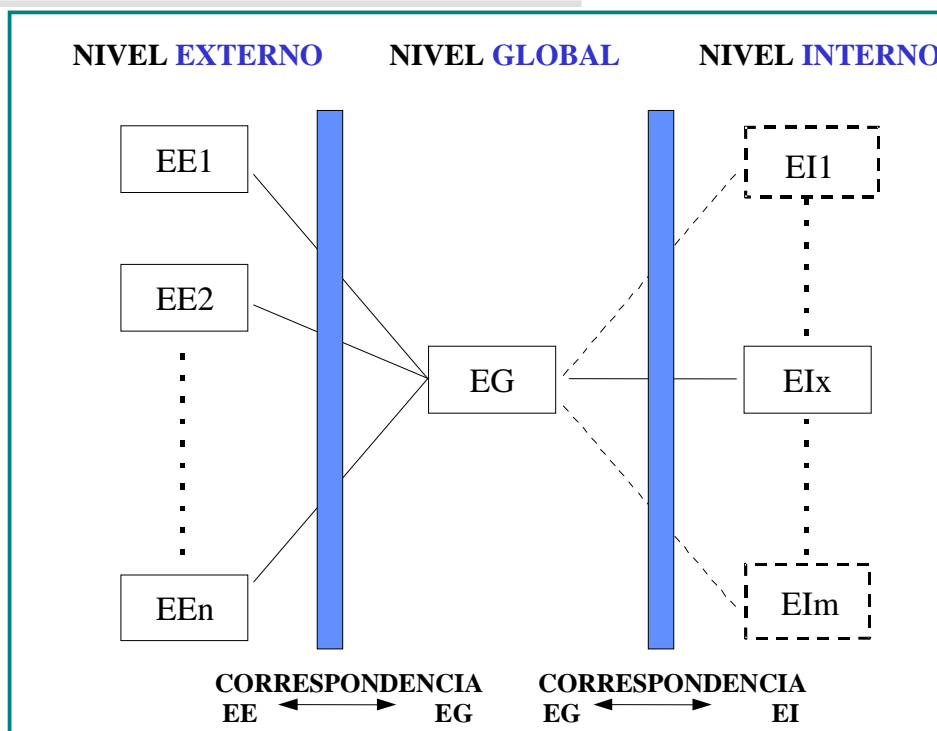 NIVEL EXTERNO
NIVEL GLOBAL
NIVEL INTERNO
EE1
EI1
EE2
EG
EIx
EEn
EIm
CORRESPONDENCIA
EE EG
CORRESPONDENCIA
EG EI